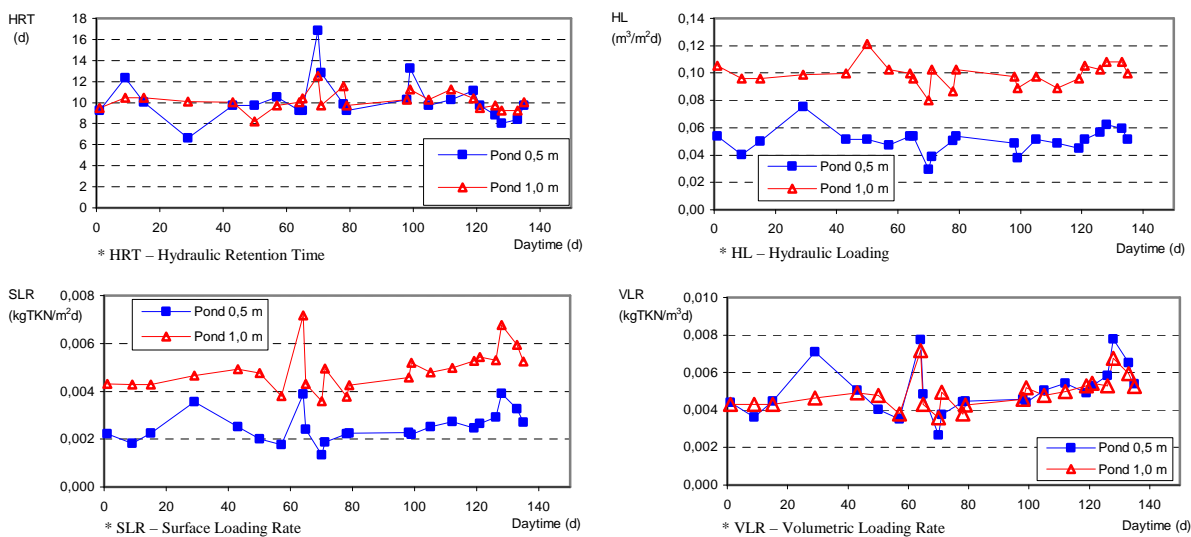 HRT
(d)
18
16
14
12
10
8
6
4
2
0
Pond 0,5 m
Pond 1,0 m
0 20 40 60 80 100 120 140
Daytime (d)
* HRT – Hydraulic Retention Time
HL
(m³/m²d)
0,14
0,12
0,10
0,08
0,06
0,04
0,02
0,00
Pond 0,5 m
Pond 1,0 m
0 20 40 60 80 100 120 140
Daytime (d)
* HL – Hydraulic Loading
SLR
(kgTKN/m²d)
0,008
0,006
0,004
0,002
0,000
Pond 0,5 m
Pond 1,0 m
0 20 40 60 80 100 120 140
Daytime (d)
* SLR – Surface Loading Rate
VLR
(kgTKN/m³d)
0,010
0,008
0,006
0,004
0,002
0,000
Pond 0,5 m
Pond 1,0 m
0 20 40 60 80 100 120 140
Daytime (d)
* VLR – Volumetric Loading Rate